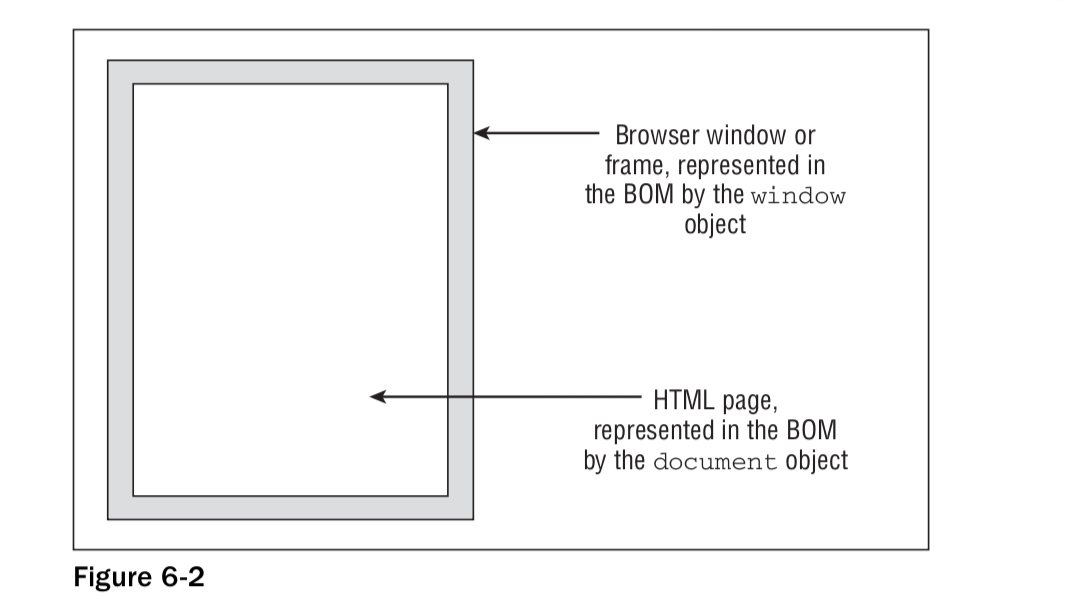 Browser window or
frame, represented in
the BOM by the window
object
HTML page,
represented in the BOM
by the document object
Figure 6-2